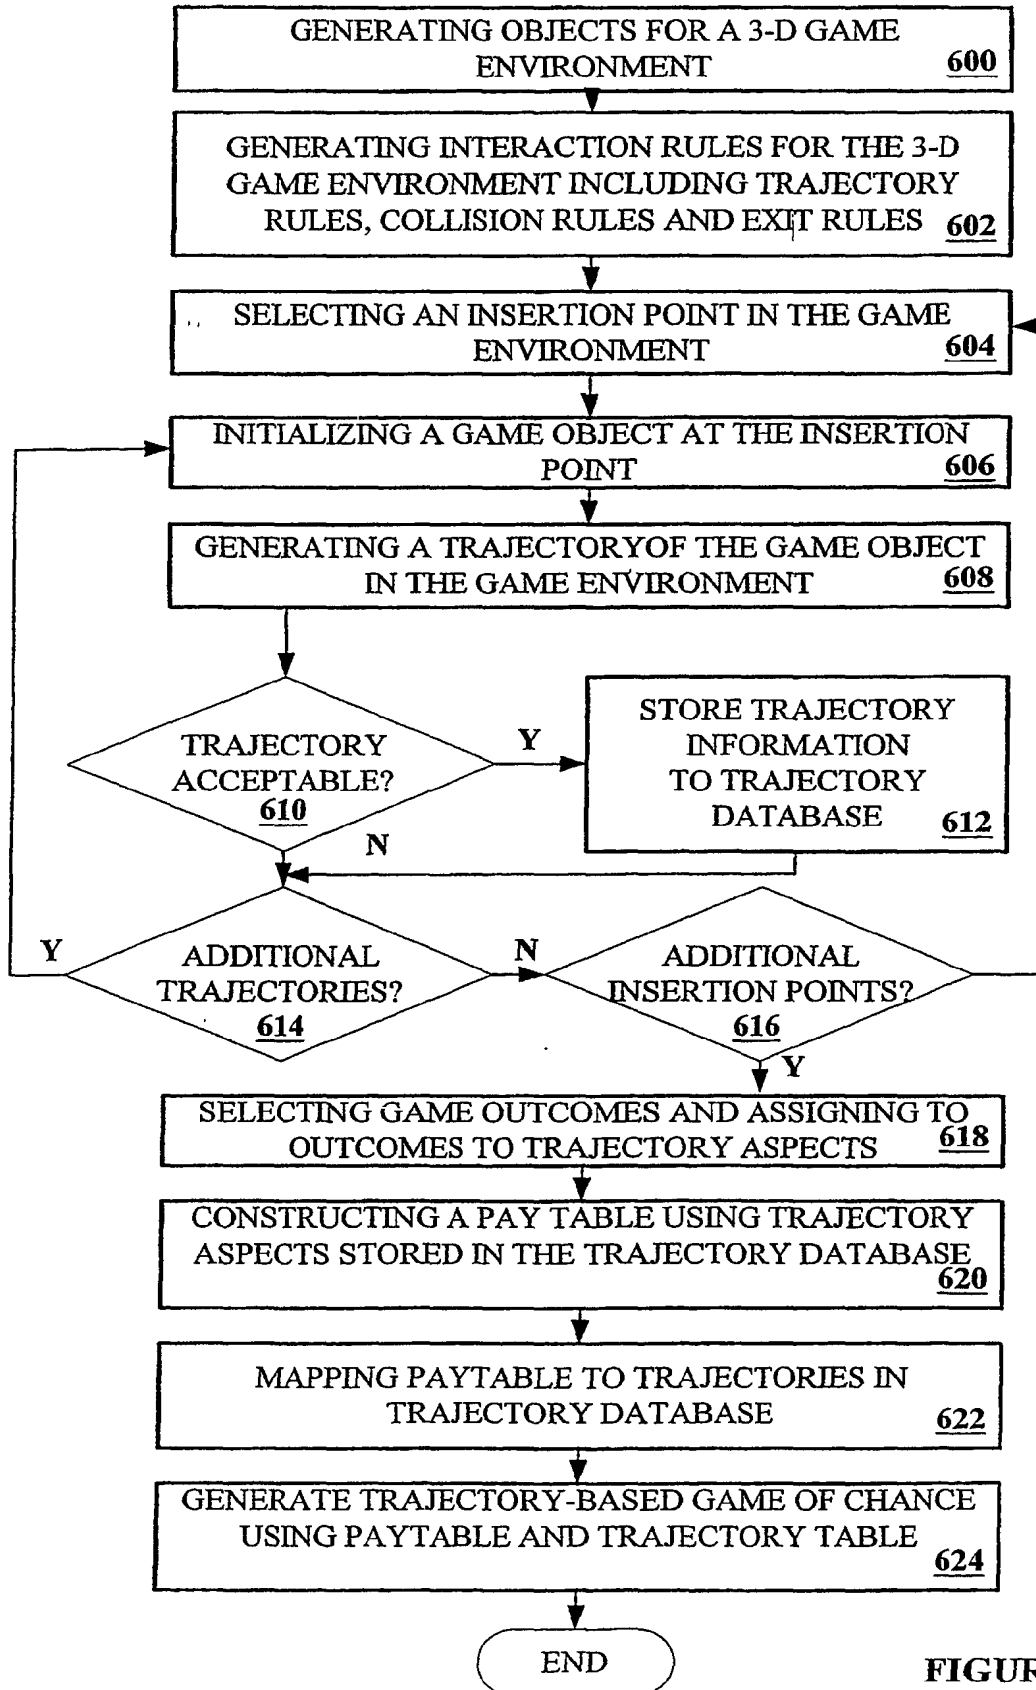 GENERATING OBJECTS FOR A 3-D GAME
ENVIRONMENT
600
GENERATING INTERACTION RULES FOR THE 3-D
GAME ENVIRONMENT INCLUDING TRAJECTORY
RULES, COLLISION RULES AND EXIT RULES
602
SELECTING AN INSERTION POINT IN THE GAME
ENVIRONMENT
604
INITIALIZING A GAME OBJECT AT THE INSERTION
POINT
606
GENERATING A TRAJECTORYOF THE GAME OBJECT
IN THE GAME ENVIRONMENT
608
TRAJECTORY
ACCEPTABLE?
610
Y
N
STORE TRAJECTORY
INFORMATION
TO TRAJECTORY
DATABASE
612
Y
ADDITIONAL
TRAJECTORIES?
614
N
ADDITIONAL
INSERTION POINTS?
616
Y
SELECTING GAME OUTCOMES AND ASSIGNING TO
OUTCOMES TO TRAJECTORY ASPECTS
618
CONSTRUCTING A PAY TABLE USING TRAJECTORY
ASPECTS STORED IN THE TRAJECTORY DATABASE
620
MAPPING PAYTABLE TO TRAJECTORIES IN
TRAJECTORY DATABASE
622
GENERATE TRAJECTORY-BASED GAME OF CHANCE
USING PAYTABLE AND TRAJECTORY TABLE
624
END